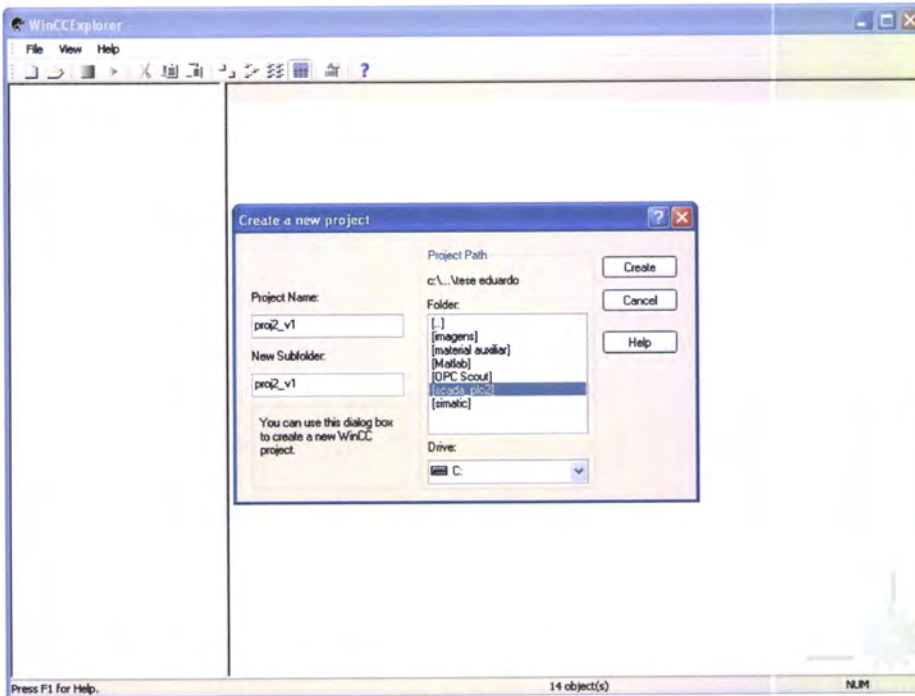 WinCCExplorer -
File View Help
Create a new project
Project Name:
proj2_v1
New Subfolder:
proj2_v1
You can use this dialog box
to create a new WinCC
project.
Project Path
c:\...\tese eduardo
Folder:
[..]
[imagens]
[material auxiliar]
[Matlab]
[OPC Scout]
[scada_plc2]
[simatic]
Drive:
C:
Create
Cancel
Help
Press F1 for Help.
14 object(s)
NUM